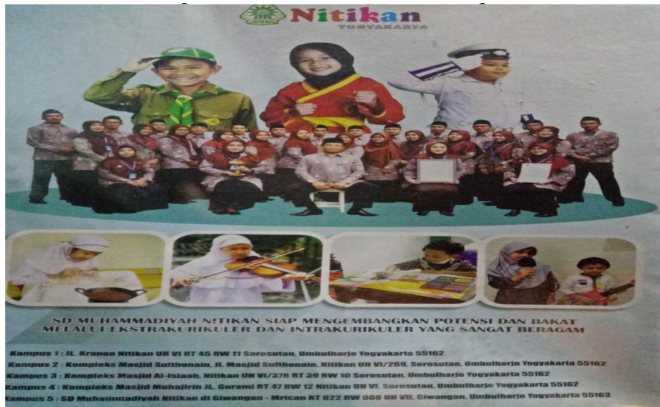 Nitikan
YOGYAKARTA
SD MUHAMMADIYAH NITIKAN SIAP MENGEMBANGKAN POTENSI DAN BAKAT
MELALUI EKSTRAKURIKULER DAN INTRAKURIKULER YANG SANGAT BERAGAM
Kampus 1 : JL. Kranan Nitikan UH VI RT 45 RW 11 Sorosutan, Umbulharjo Yogyakarta 55162
Kampus 2 : Kompleks Masjid Sulthonain, Jl. Masjid Sulthonain, Nitikan UH VI/269, Sorosutan, Umbulharjo Yogyakarta 55162
Kampus 3 : Kompleks Masjid Al-Islaah, Nitikan UH VI/378 RT 39 RW 10 Sorosutan, Umbulharjo Yogyakarta 55162
Kampus 4 : Kompleks Masjid Muhajirin JL. Gurami RT 47 RW 12 Nitikan UH VI, Sorosutan, Umbulharjo Yogyakarta 55162
Kampus 5 : SD Muhammadiyah Nitikan di Giwangan - Mrican RT 022 RW 008 UH VII, Giwangan, Umbulharjo Yogyakarta 55163